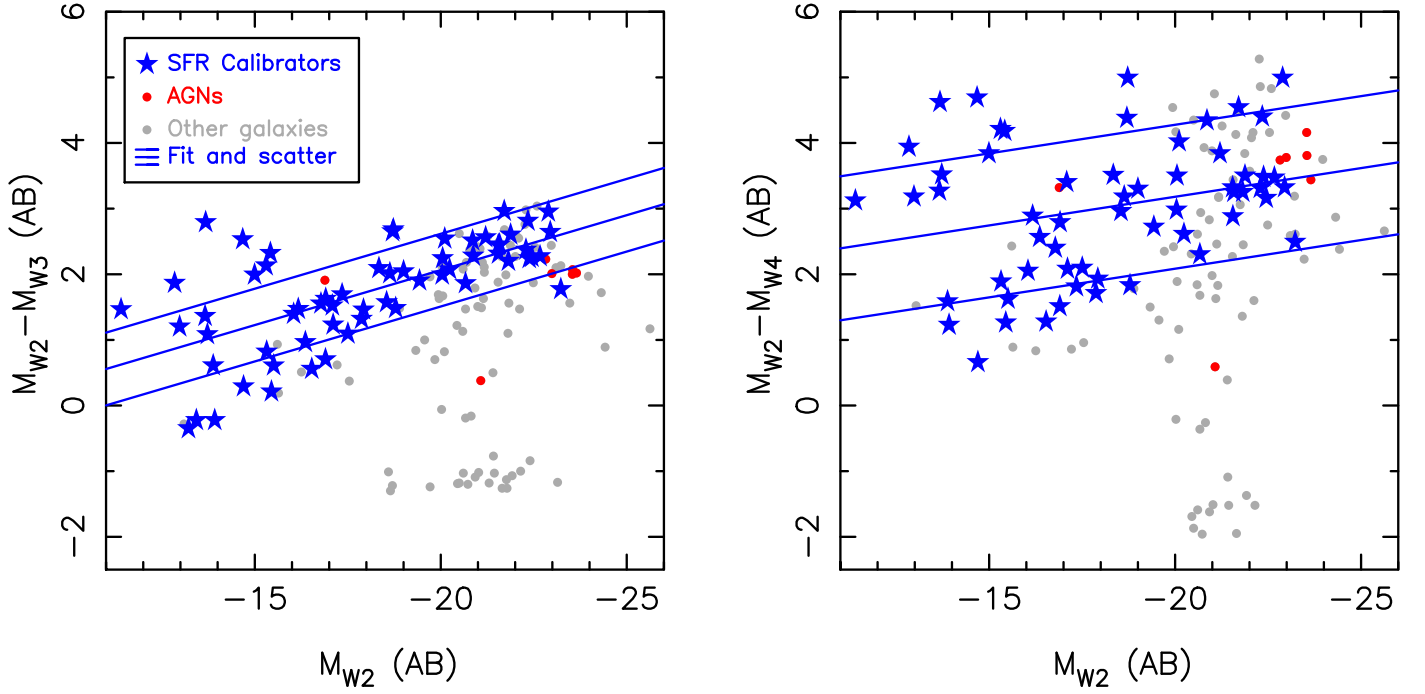 6
4
2
0
−2
M_W2−M_W3 (AB)
SFR Calibrators
AGNs
Other galaxies
Fit and scatter
−15 −20 −25
M_W2 (AB)
6
4
2
0
−2
M_W2−M_W4 (AB)
−15 −20 −25
M_W2 (AB)